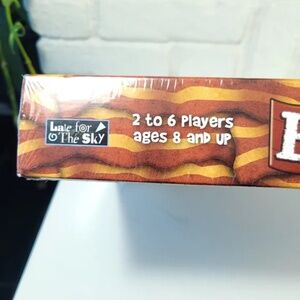 Late for
The Sky
2 to 6 Players
ages 8 and up